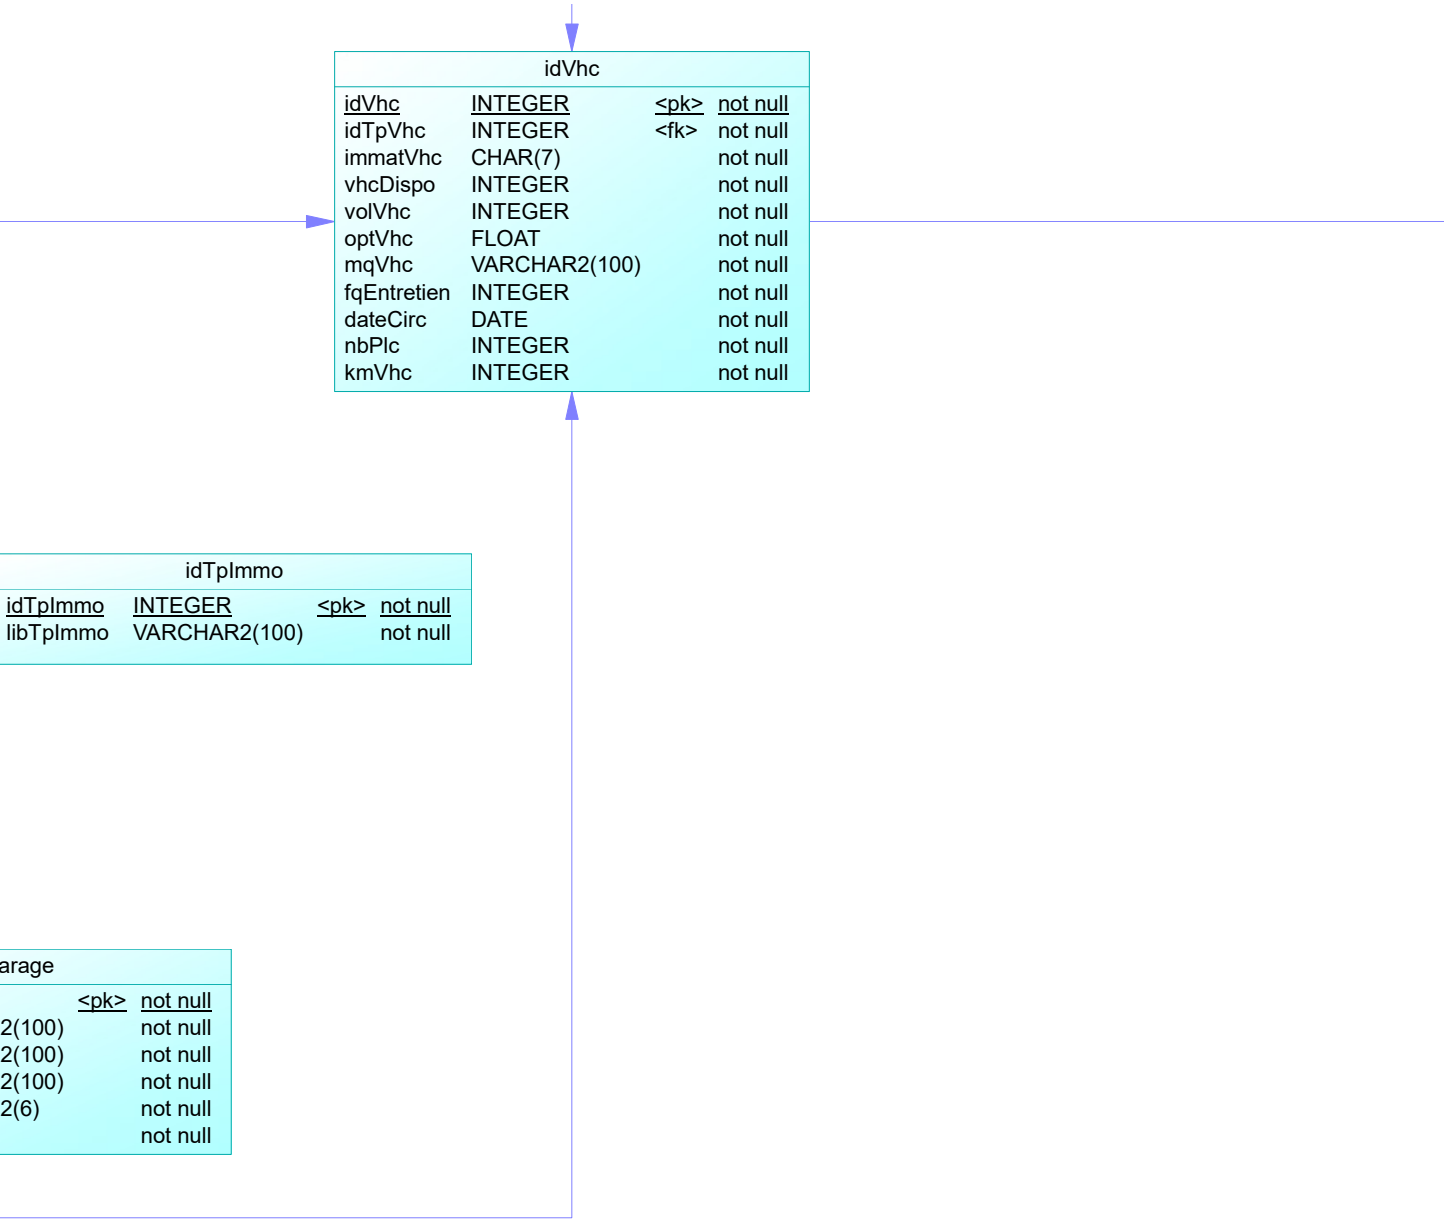 idVhc
idVhc INTEGER <pk> not null
idTpVhc INTEGER <fk> not null
immatVhc CHAR(7) not null
vhcDispo INTEGER not null
volVhc INTEGER not null
optVhc FLOAT not null
mqVhc VARCHAR2(100) not null
fqEntretien INTEGER not null
dateCirc DATE not null
nbPlc INTEGER not null
kmVhc INTEGER not null
idTpImmo
idTpImmo INTEGER <pk> not null
libTpImmo VARCHAR2(100) not null
arage
<pk> not null
2(100) not null
2(100) not null
2(100) not null
2(6) not null
not null